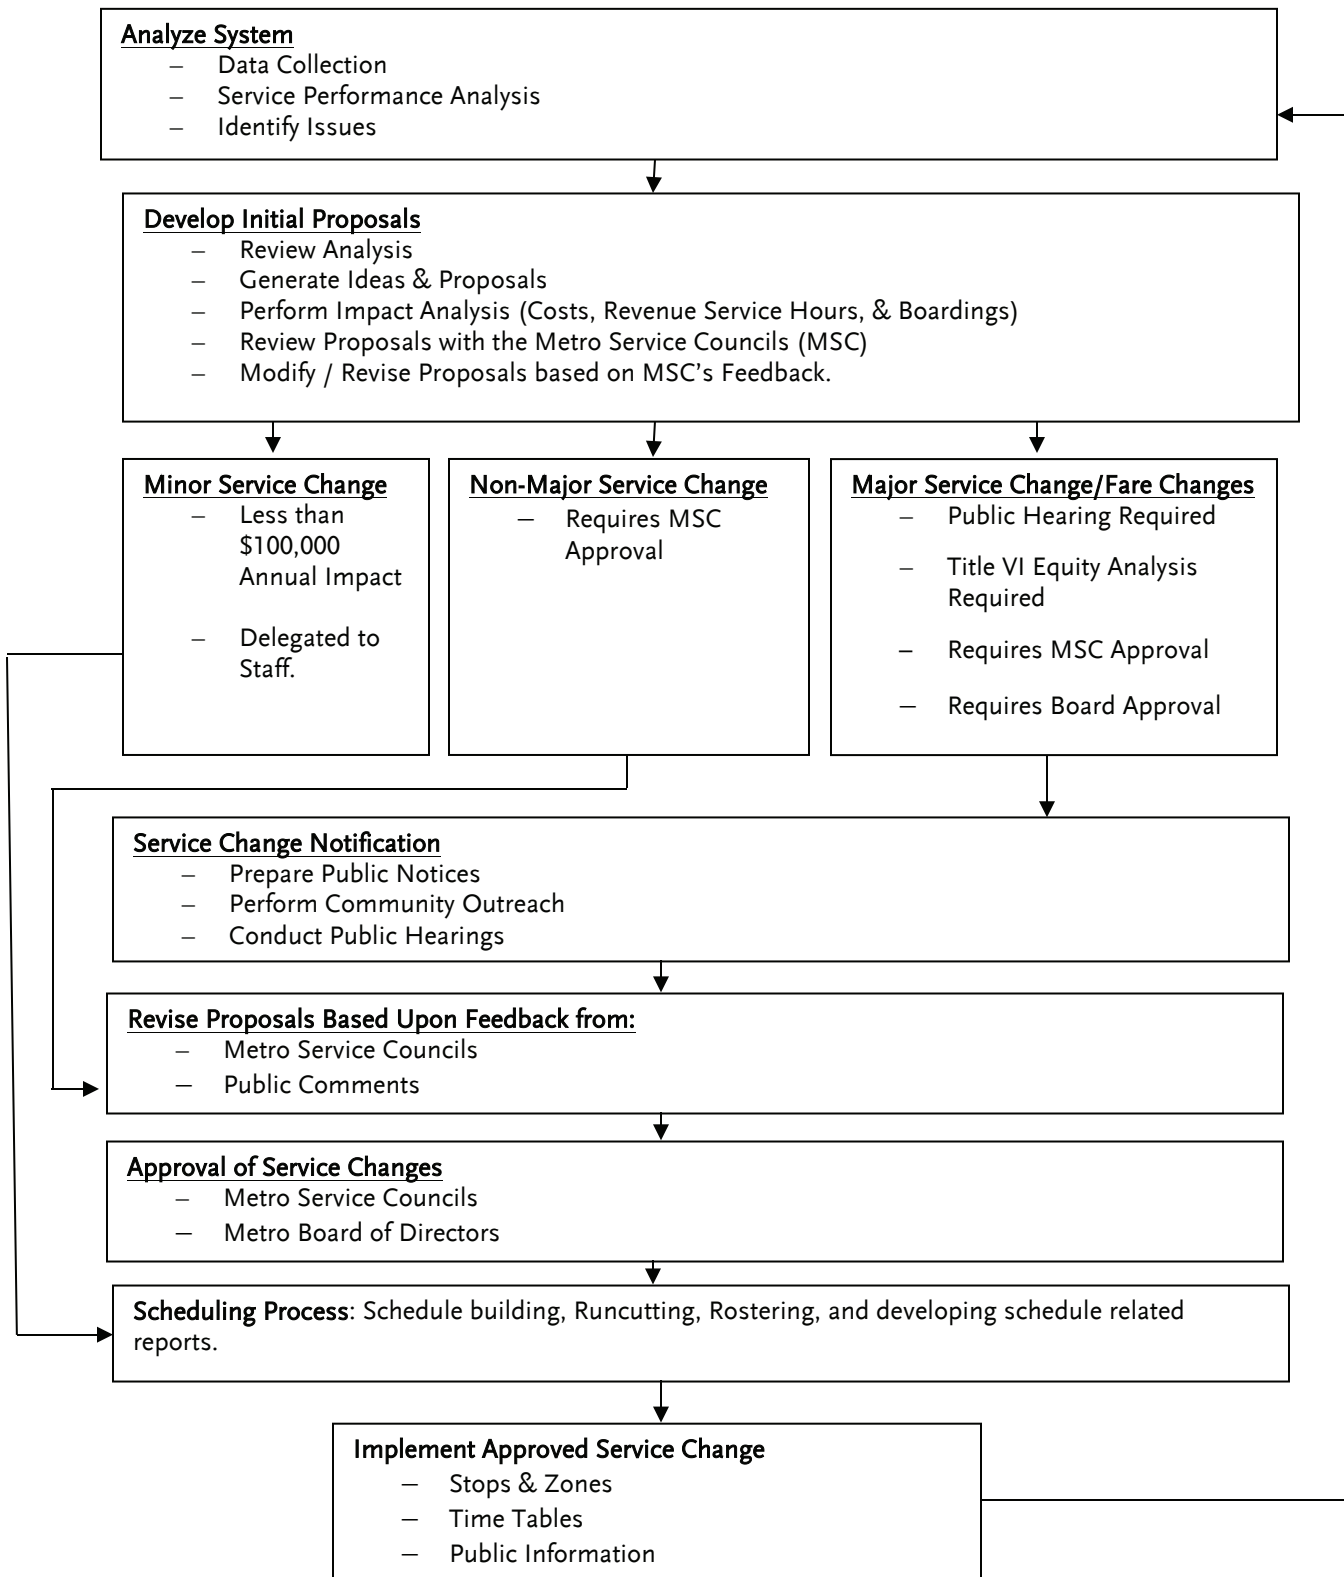 Analyze System
– Data Collection
– Service Performance Analysis
– Identify Issues
Develop Initial Proposals
– Review Analysis
– Generate Ideas & Proposals
– Perform Impact Analysis (Costs, Revenue Service Hours, & Boardings)
– Review Proposals with the Metro Service Councils (MSC)
– Modify / Revise Proposals based on MSC’s Feedback.
Minor Service Change
– Less than
$100,000
Annual Impact
– Delegated to
Staff.
Non-Major Service Change
– Requires MSC
Approval
Major Service Change/Fare Changes
– Public Hearing Required
– Title VI Equity Analysis
Required
– Requires MSC Approval
– Requires Board Approval
Service Change Notification
– Prepare Public Notices
– Perform Community Outreach
– Conduct Public Hearings
Revise Proposals Based Upon Feedback from:
– Metro Service Councils
– Public Comments
Approval of Service Changes
– Metro Service Councils
– Metro Board of Directors
Scheduling Process: Schedule building, Runcutting, Rostering, and developing schedule related
reports.
Implement Approved Service Change
– Stops & Zones
– Time Tables
– Public Information